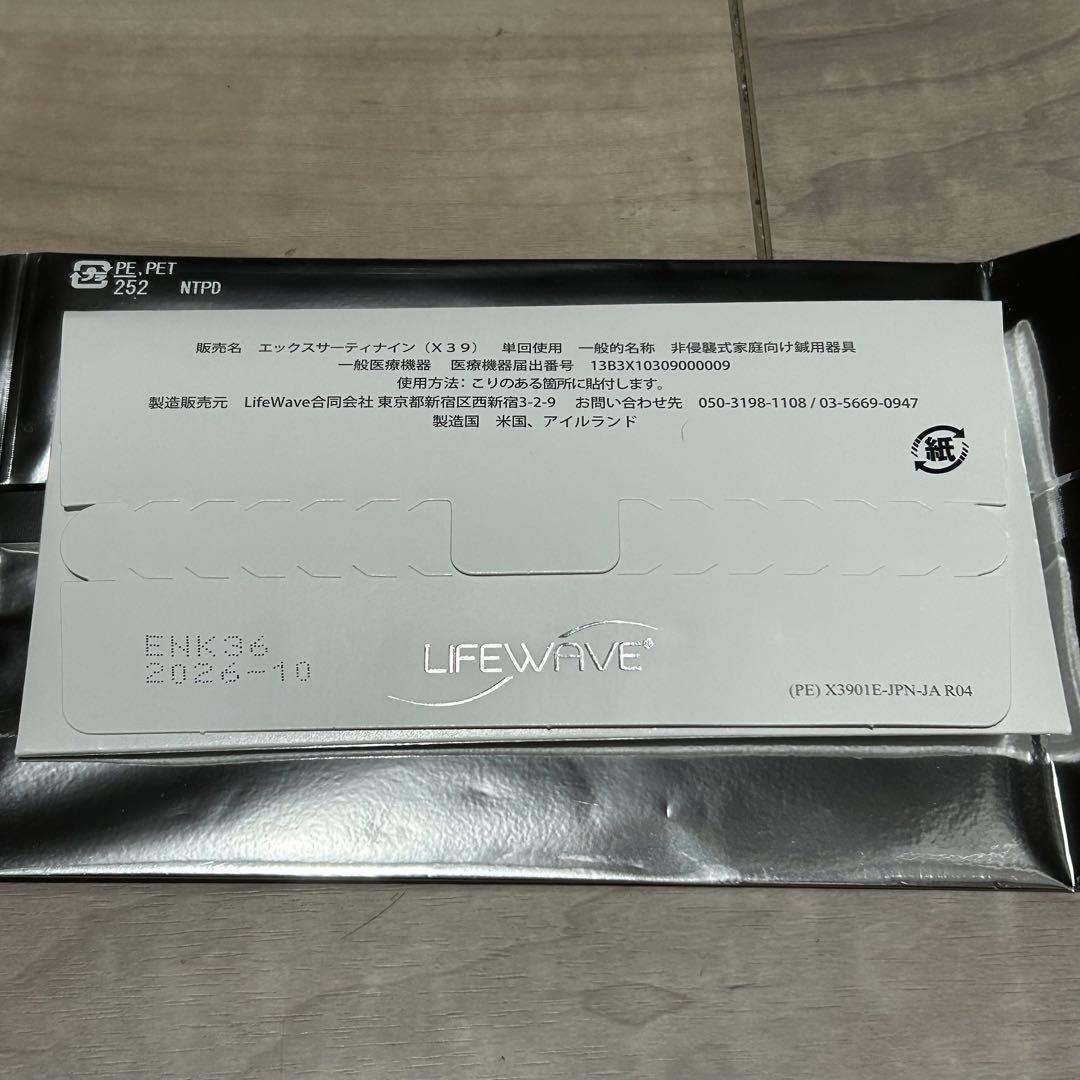 PE,PET
252 NTPD
販売名 エックスサーティナイン（X39） 単回使用 一般的名称 非侵襲式家庭向け鍼用器具
一般医療機器 医療機器届出番号 13B3X10309000009
使用方法：こりのある箇所に貼付します。
製造販売元 LifeWave合同会社 東京都新宿区西新宿3-2-9 お問い合わせ先 050-3198-1108 / 03-5669-0947
製造国 米国、アイルランド
紙
ENK36
2026-10
LIFEWAVE®
(PE) X3901E-JPN-JA R04